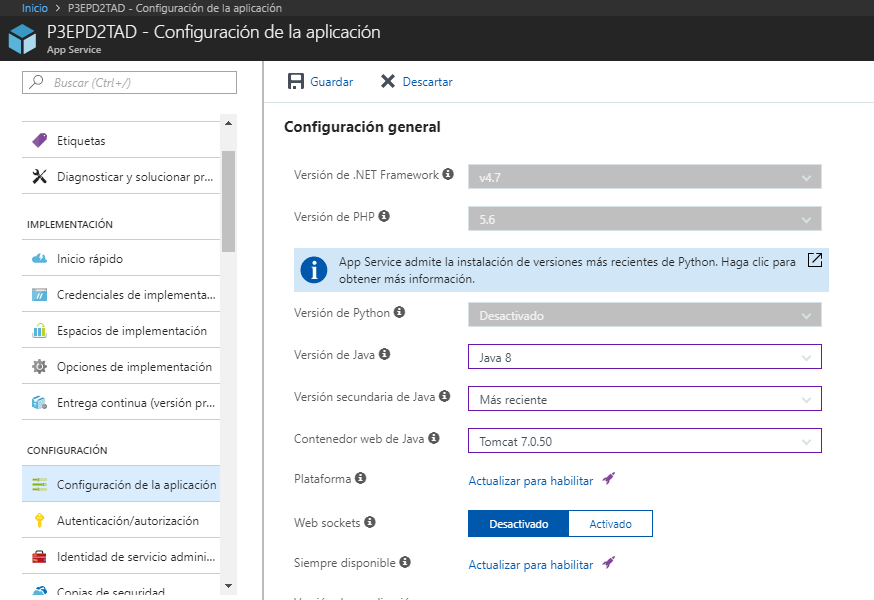 Inicio > P3EPD2TAD - Configuración de la aplicación
P3EPD2TAD - Configuración de la aplicación
App Service
Buscar (Ctrl+/)
Etiquetas
Diagnosticar y solucionar pr...
IMPLEMENTACIÓN
Inicio rápido
Credenciales de implementa...
Espacios de implementación
Opciones de implementación
Entrega continua (versión pr...
CONFIGURACIÓN
Configuración de la aplicación
Autenticación/autorización
Identidad de servicio admini...
Copias de seguridad
Guardar
Descartar
Configuración general
Versión de .NET Framework
v4.7
Versión de PHP
5.6
App Service admite la instalación de versiones más recientes de Python. Haga clic para
obtener más información.
Versión de Python
Desactivado
Versión de Java
Java 8
Versión secundaria de Java
Más reciente
Contenedor web de Java
Tomcat 7.0.50
Plataforma
Actualizar para habilitar
Web sockets
Desactivado
Activado
Siempre disponible
Actualizar para habilitar